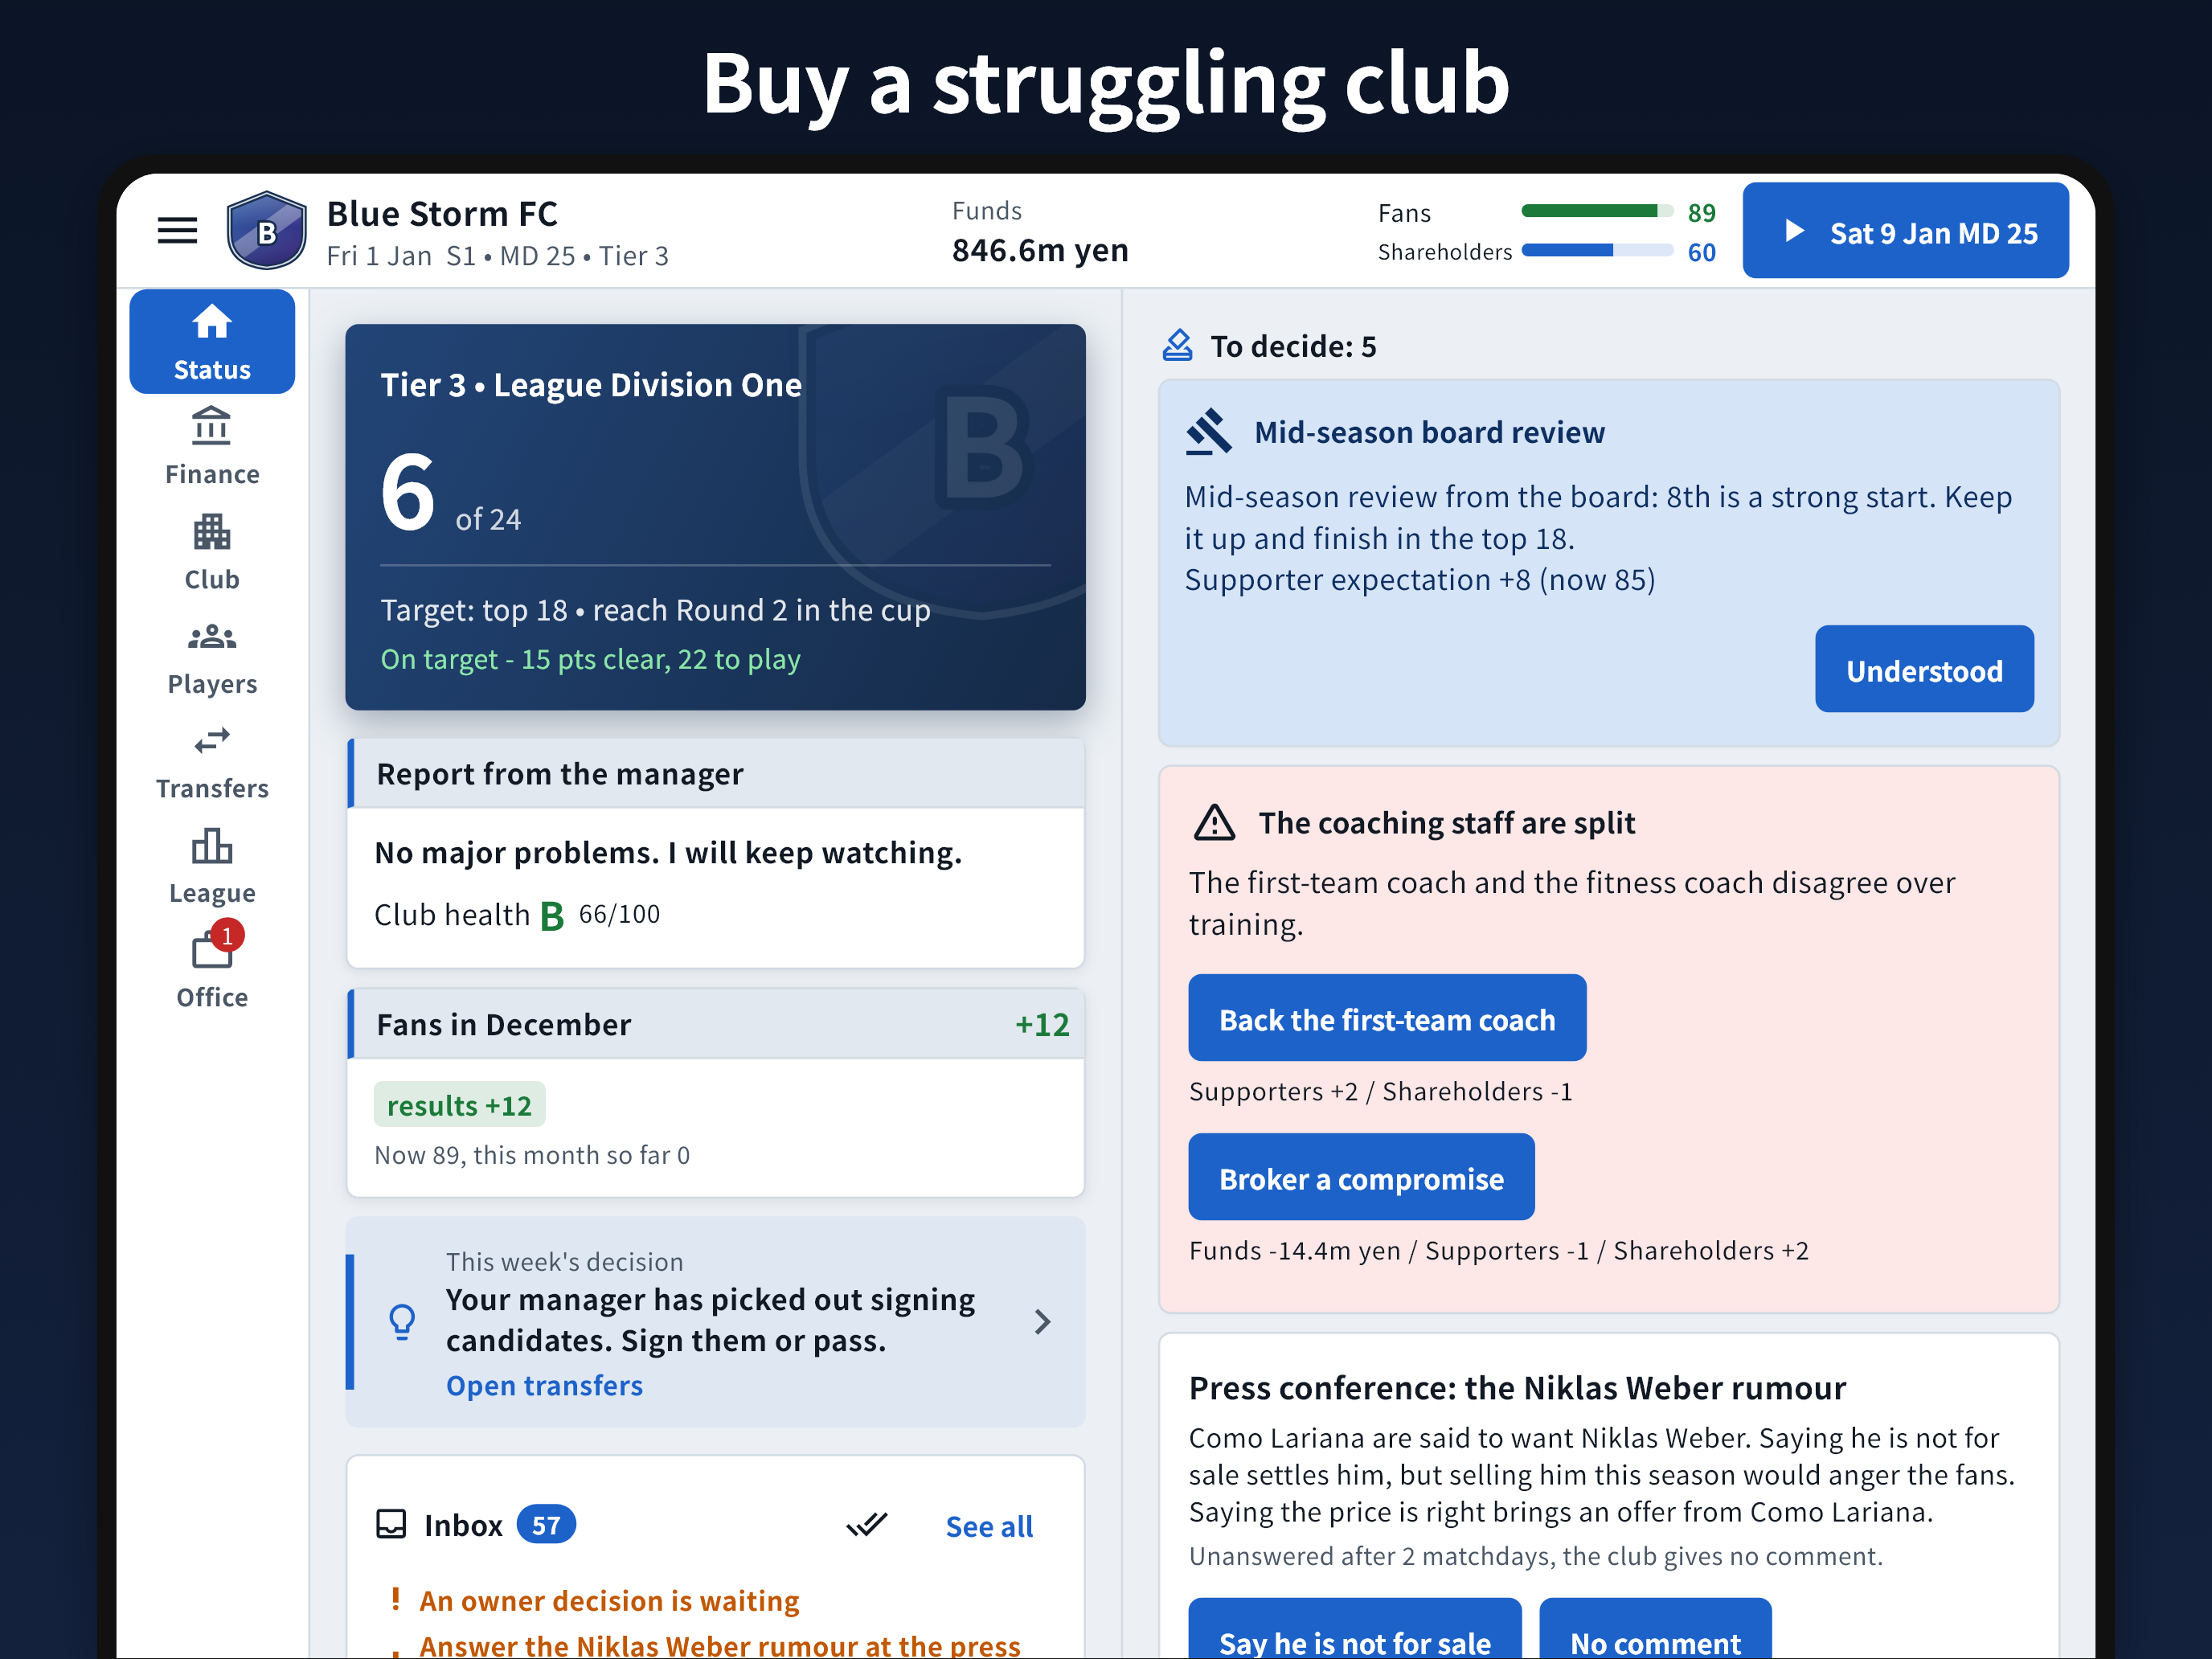 Buy a struggling club
B
Blue Storm FC
Fri 1 Jan S1 • MD 25 • Tier 3
Funds
846.6m yen
Fans 89
Shareholders 60
Sat 9 Jan MD 25
Status
Finance
Club
Players
Transfers
League
1
Office
Tier 3 • League Division One
B
6 of 24
Target: top 18 • reach Round 2 in the cup
On target - 15 pts clear, 22 to play
Report from the manager
No major problems. I will keep watching.
Club health B 66/100
Fans in December +12
results +12
Now 89, this month so far 0
This week's decision
Your manager has picked out signing
candidates. Sign them or pass.
Open transfers
Inbox 57 See all
! An owner decision is waiting
Answer the Niklas Weber rumour at the press
To decide: 5
Mid-season board review
Mid-season review from the board: 8th is a strong start. Keep
it up and finish in the top 18.
Supporter expectation +8 (now 85)
Understood
The coaching staff are split
The first-team coach and the fitness coach disagree over
training.
Back the first-team coach
Supporters +2 / Shareholders -1
Broker a compromise
Funds -14.4m yen / Supporters -1 / Shareholders +2
Press conference: the Niklas Weber rumour
Como Lariana are said to want Niklas Weber. Saying he is not for
sale settles him, but selling him this season would anger the fans.
Saying the price is right brings an offer from Como Lariana.
Unanswered after 2 matchdays, the club gives no comment.
Say he is not for sale
No comment